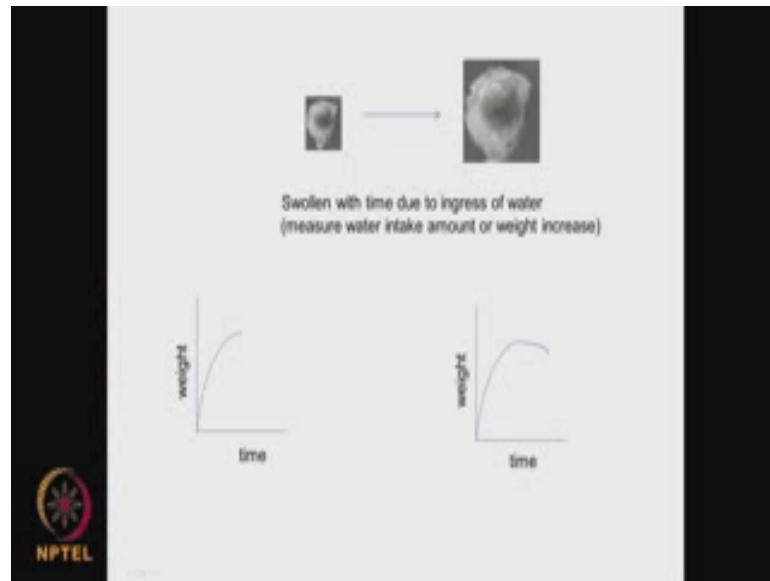 Swollen with time due to ingress of water
(measure water intake amount or weight increase)
weight
time
weight
time
NPTEL